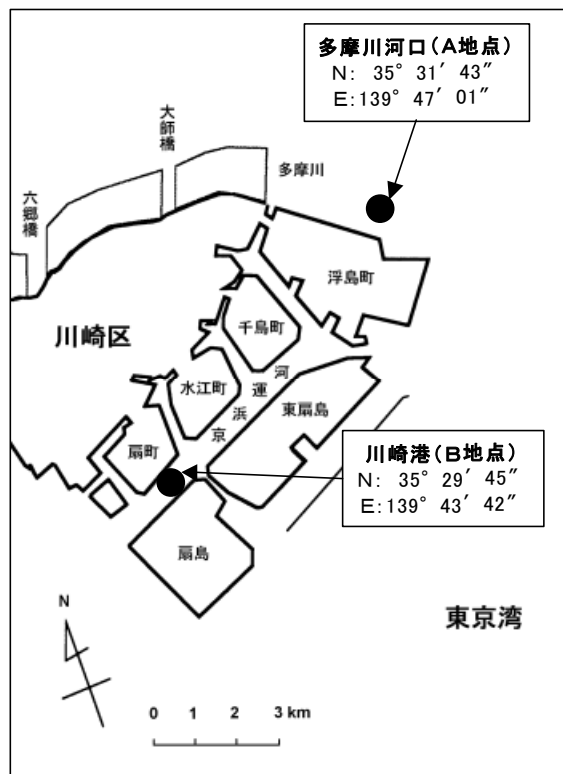 多摩川河口(A地点)
N: 35° 31′ 43″
E:139° 47′ 01″
大師橋
多摩川
六郷橋
浮島町
千鳥町
川崎区
水江町
京浜運河
東扇島
扇町
川崎港(B地点)
N: 35° 29′ 45″
E:139° 43′ 42″
扇島
N
東京湾
0 1 2 3 km